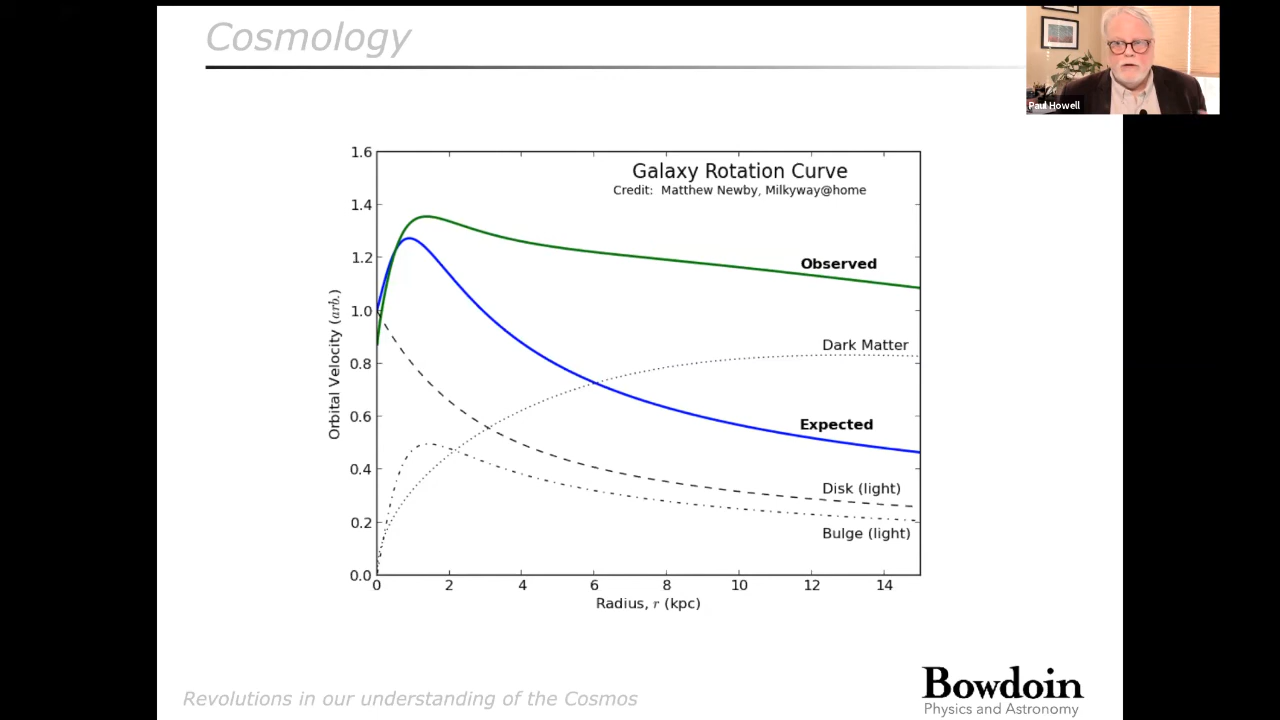 Cosmology
Paul Howell
Galaxy Rotation Curve
Credit: Matthew Newby, Milkyway@home
1.6
1.4
1.2
1.0
0.8
0.6
0.4
0.2
0.0
Orbital Velocity (arb.)
Observed
Dark Matter
Expected
Disk (light)
Bulge (light)
0 2 4 6 8 10 12 14
Radius, r (kpc)
Revolutions in our understanding of the Cosmos
Bowdoin
Physics and Astronomy